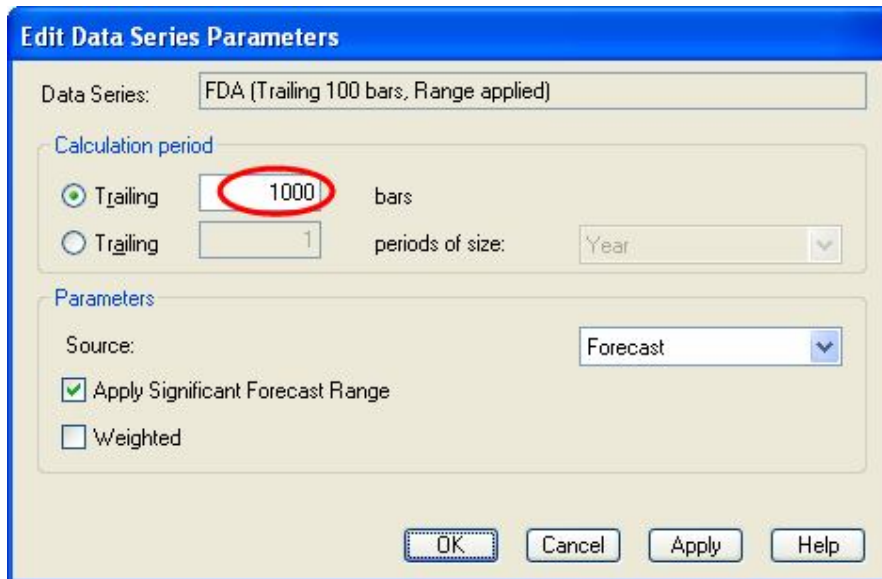 Edit Data Series Parameters
Data Series: FDA (Trailing 100 bars, Range applied)
Calculation period
Trailing 1000 bars
Trailing 1 periods of size: Year
Parameters
Source: Forecast
Apply Significant Forecast Range
Weighted
OK Cancel Apply Help